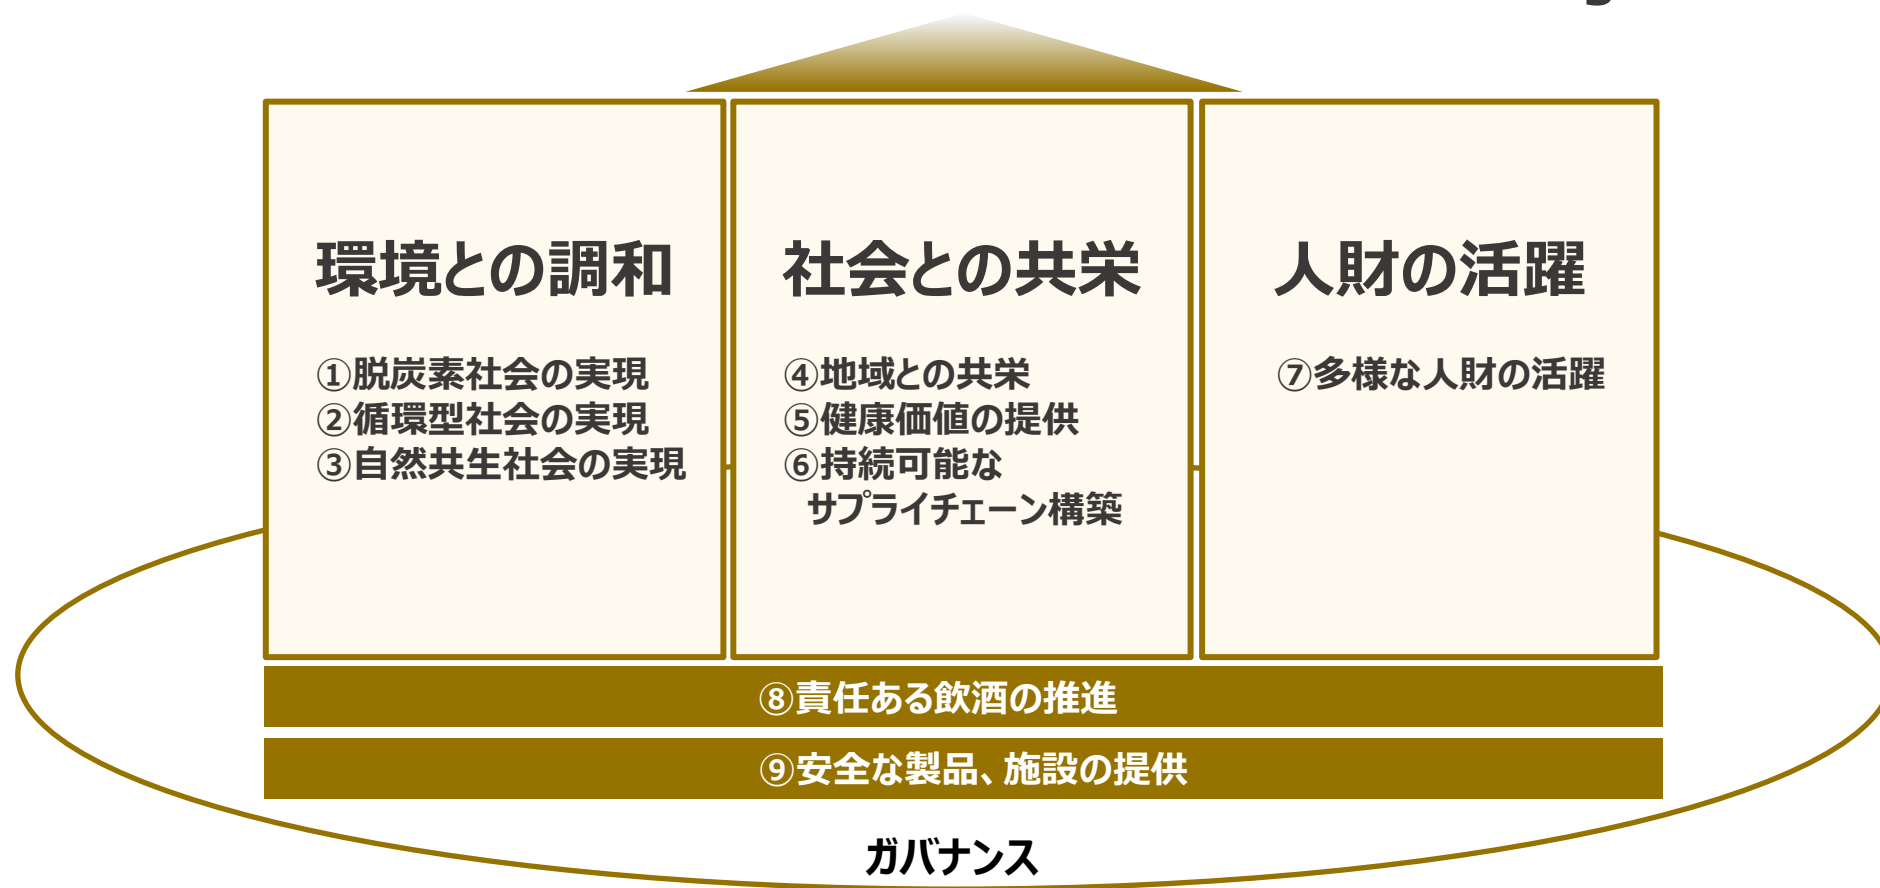 環境との調和
①脱炭素社会の実現
②循環型社会の実現
③自然共生社会の実現
社会との共栄
④地域との共栄
⑤健康価値の提供
⑥持続可能な
サプライチェーン構築
人財の活躍
⑦多様な人財の活躍
⑧責任ある飲酒の推進
⑨安全な製品、施設の提供
ガバナンス